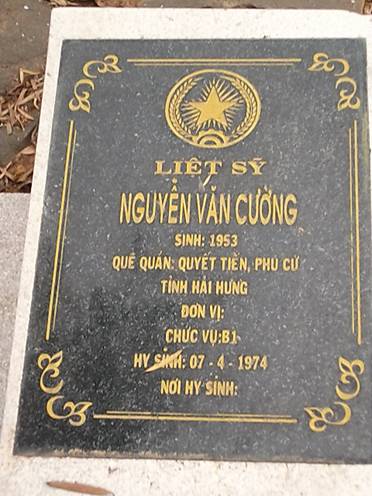 LIỆT SỸ
NGUYỄN VĂN CƯỜNG
SINH: 1953
QUÊ QUÁN: QUYẾT TIẾN, PHU CỪ
TỈNH HẢI HƯNG
ĐƠN VỊ:
CHỨC VỤ:B1
HY SINH: 07 - 4 - 1974
NƠI HY SINH: